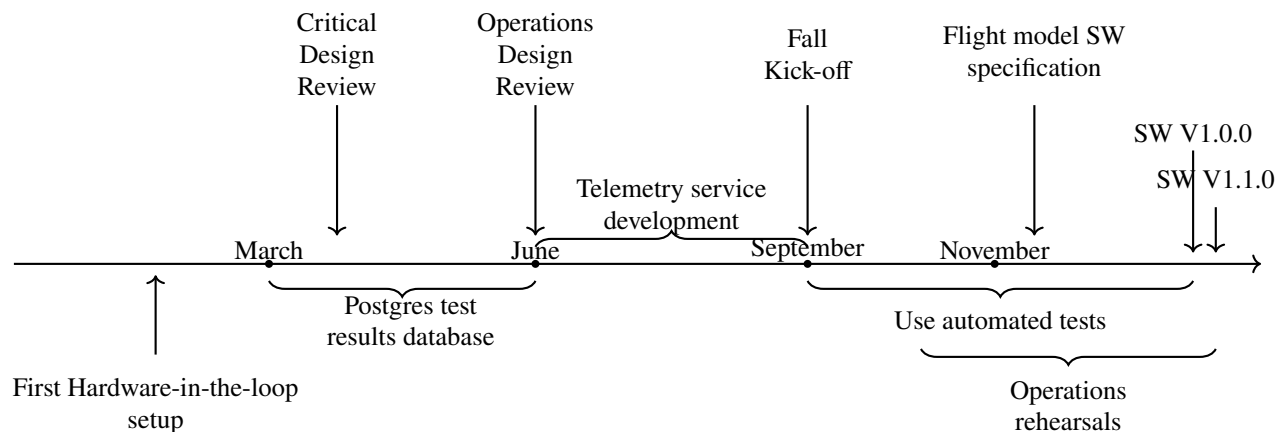 Critical
Design
Review
Operations
Design
Review
Fall
Kick-off
Flight model SW
specification
SW V1.0.0
SW V1.1.0
Telemetry service
development
March
June
September
November
Postgres test
results database
Use automated tests
First Hardware-in-the-loop
setup
Operations
rehearsals